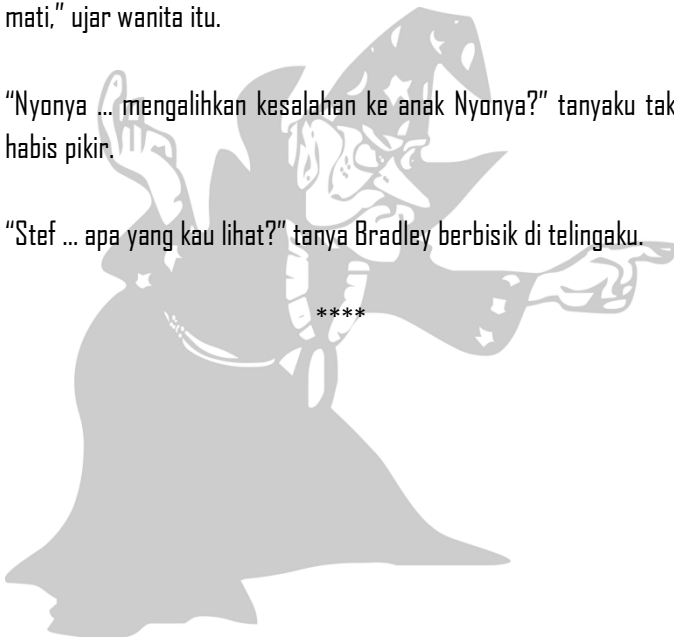 mati,” ujar wanita itu.
“Nyonya ... mengalihkan kesalahan ke anak Nyonya?” tanyaku tak
habis pikir.
“Stef ... apa yang kau lihat?” tanya Bradley berbisik di telingaku.
****